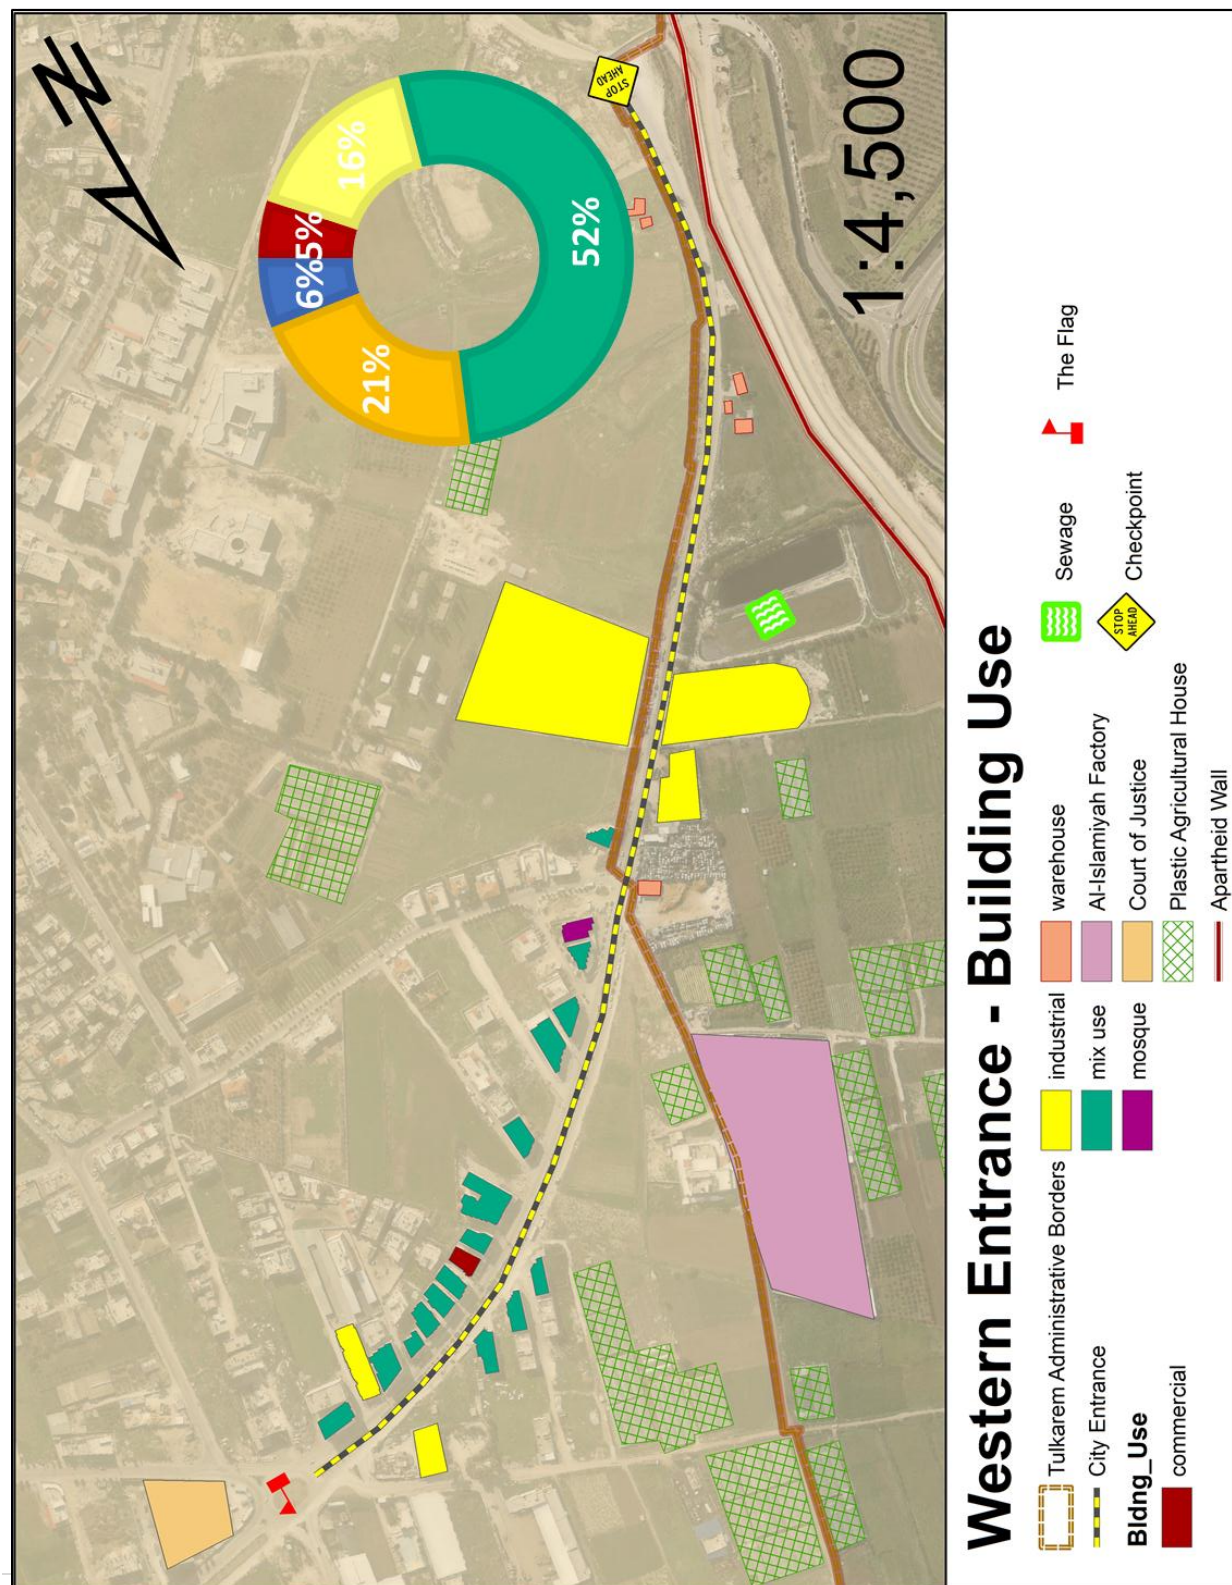 N
16%
5%
6%
21%
52%
STOP
AHEAD
1:4,500
Western Entrance - Building Use
Tulkarem Administrative Borders
City Entrance
Bldng_Use
commercial
industrial
mix use
mosque
warehouse
Al-Islamiyah Factory
Court of Justice
Plastic Agricultural House
Apartheid Wall
Sewage
STOP
AHEAD
Checkpoint
The Flag